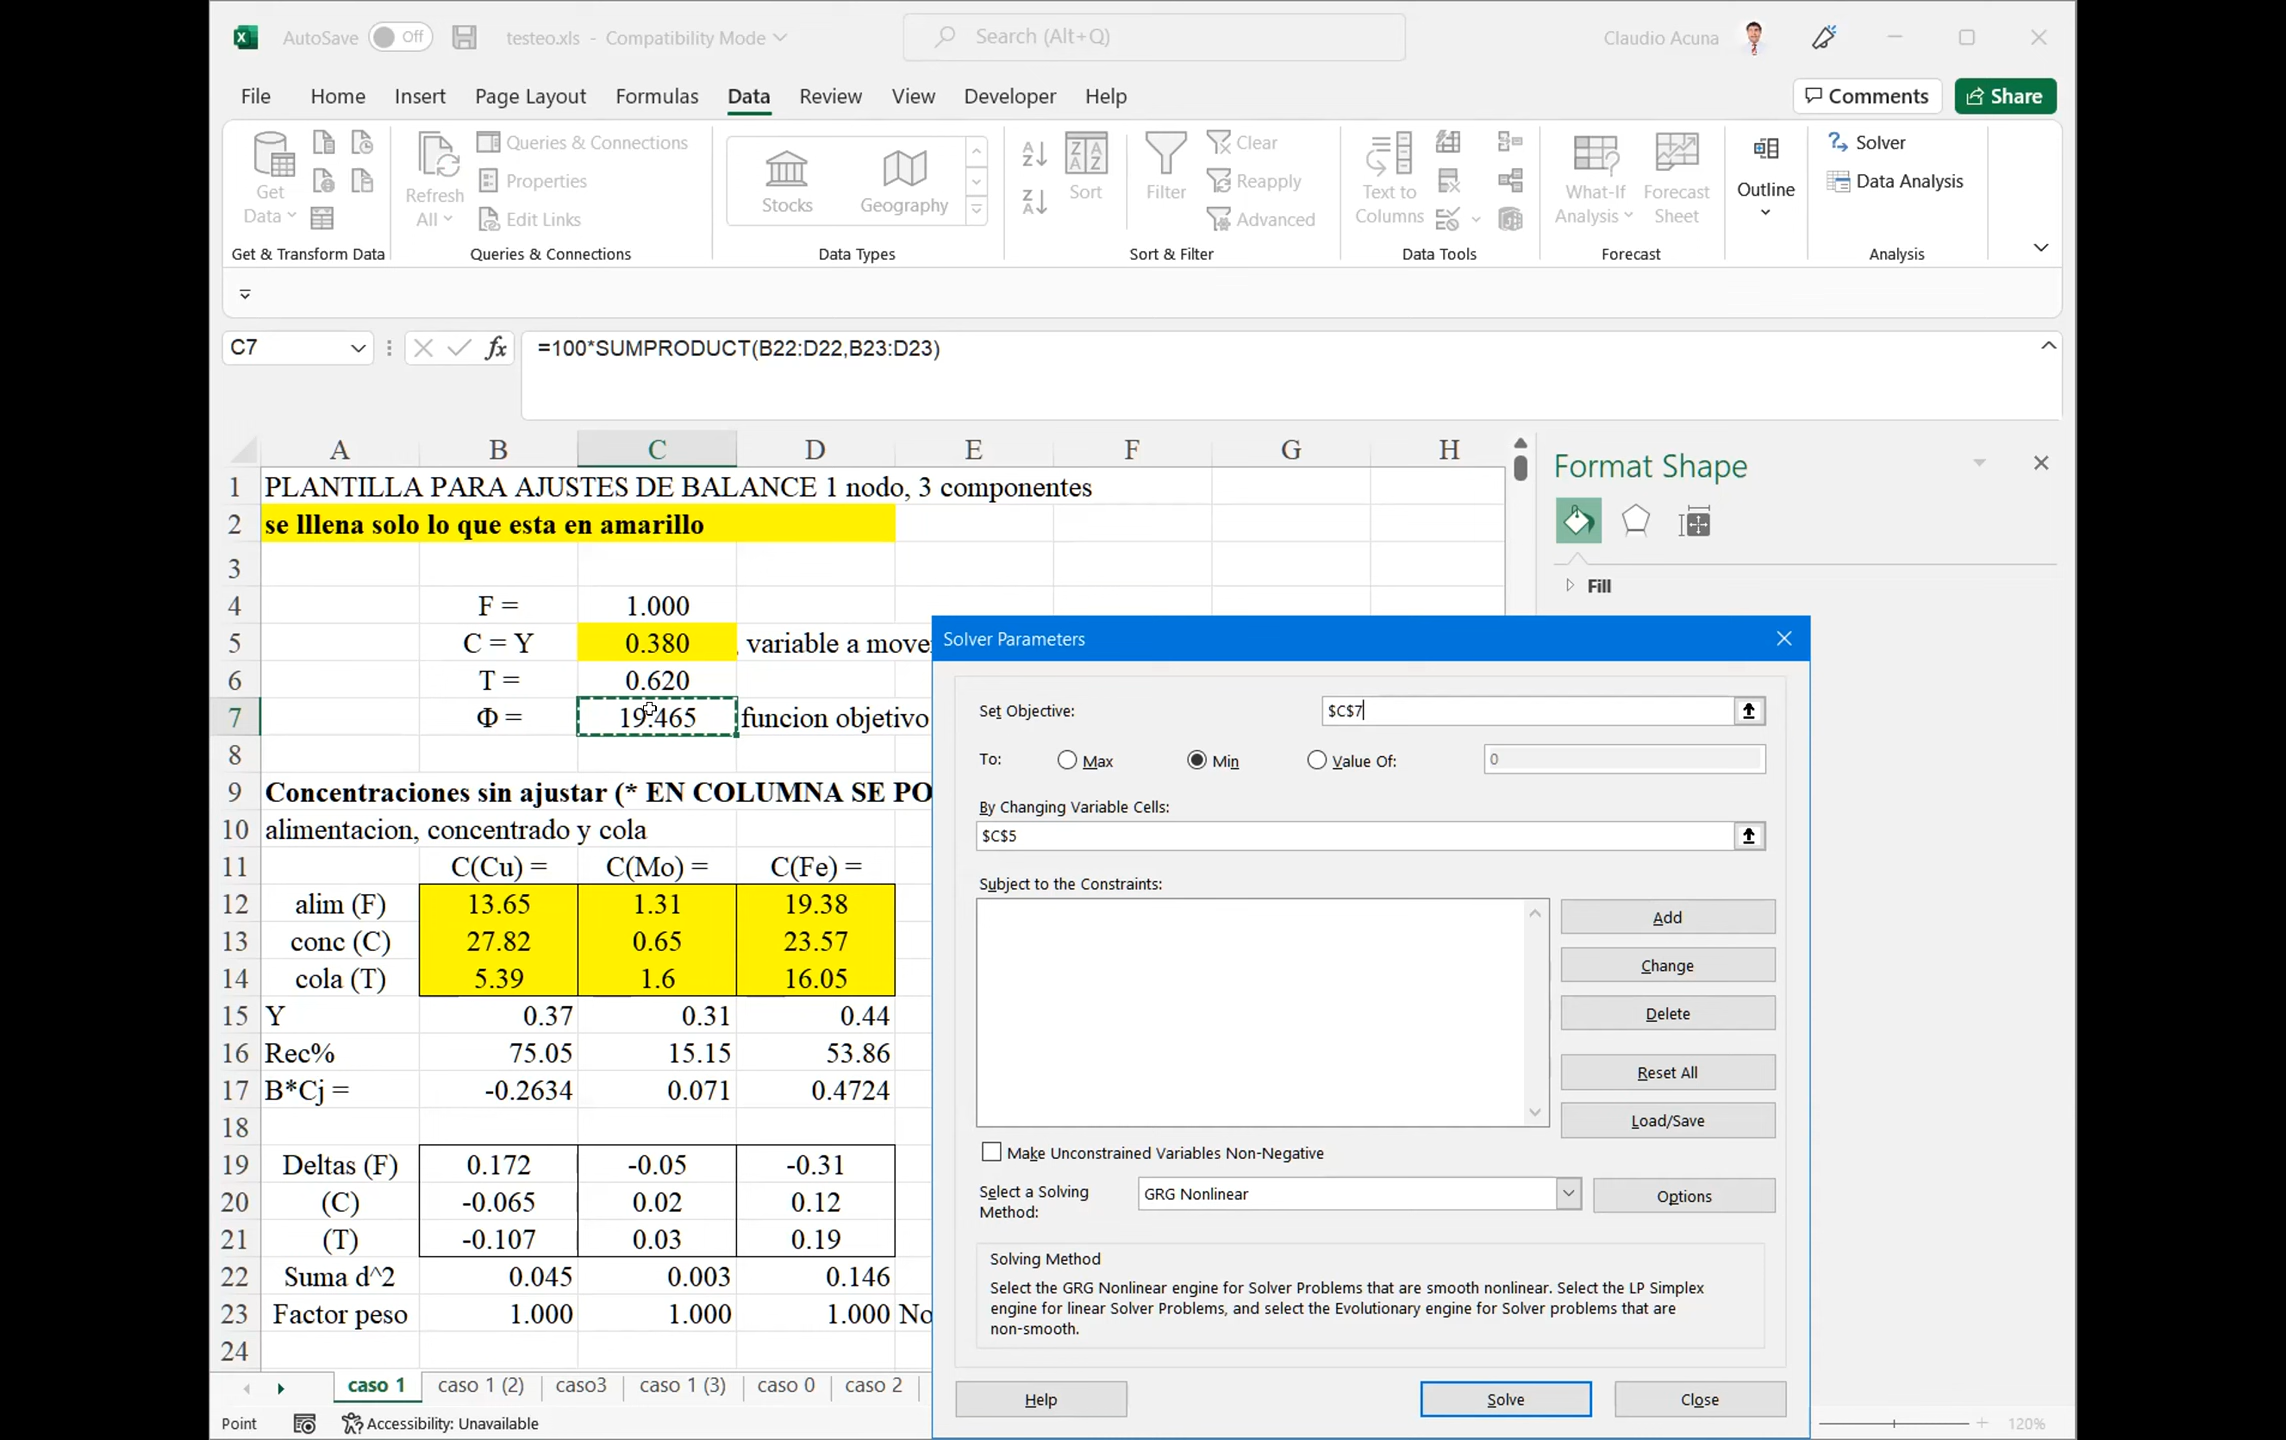 AutoSave Off testeo.xls - Compatibility Mode Search (Alt+Q) Claudio Acuna
File Home Insert Page Layout Formulas Data Review View Developer Help Comments Share
Get Data Refresh All Queries & Connections Properties Edit Links Stocks Geography Sort Filter Clear Reapply Advanced Text to Columns What-If Analysis Forecast Sheet Outline Solver Data Analysis
Get & Transform Data Queries & Connections Data Types Sort & Filter Data Tools Forecast Analysis
C7 fx =100*SUMPRODUCT(B22:D22,B23:D23)
A B C D E F G H
1 PLANTILLA PARA AJUSTES DE BALANCE 1 nodo, 3 componentes
2 se lllena solo lo que esta en amarillo
3
4 F = 1.000
5 C = Y 0.380 variable a move
6 T = 0.620
7 Φ = 19.465 funcion objetivo
8
9 Concentraciones sin ajustar (* EN COLUMNA SE PO
10 alimentacion, concentrado y cola
11 C(Cu) = C(Mo) = C(Fe) =
12 alim (F) 13.65 1.31 19.38
13 conc (C) 27.82 0.65 23.57
14 cola (T) 5.39 1.6 16.05
15 Y 0.37 0.31 0.44
16 Rec% 75.05 15.15 53.86
17 B*Cj = -0.2634 0.071 0.4724
18
19 Deltas (F) 0.172 -0.05 -0.31
20 (C) -0.065 0.02 0.12
21 (T) -0.107 0.03 0.19
22 Suma d^2 0.045 0.003 0.146
23 Factor peso 1.000 1.000 1.000 No
24
caso 1 caso 1 (2) caso3 caso 1 (3) caso 0 caso 2
Point Accessibility: Unavailable 120%
Format Shape
Fill
Solver Parameters
Set Objective: $C$7
To: Max Min Value Of: 0
By Changing Variable Cells:
$C$5
Subject to the Constraints:
Add
Change
Delete
Reset All
Load/Save
Make Unconstrained Variables Non-Negative
Select a Solving Method: GRG Nonlinear Options
Solving Method
Select the GRG Nonlinear engine for Solver Problems that are smooth nonlinear. Select the LP Simplex
engine for linear Solver Problems, and select the Evolutionary engine for Solver problems that are
non-smooth.
Help Solve Close